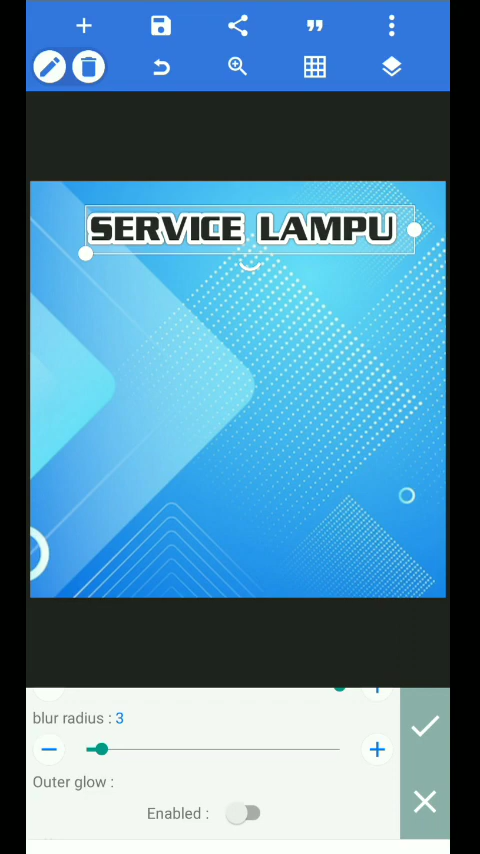 SERVICE LAMPU
blur radius : 3
Outer glow :
Enabled :